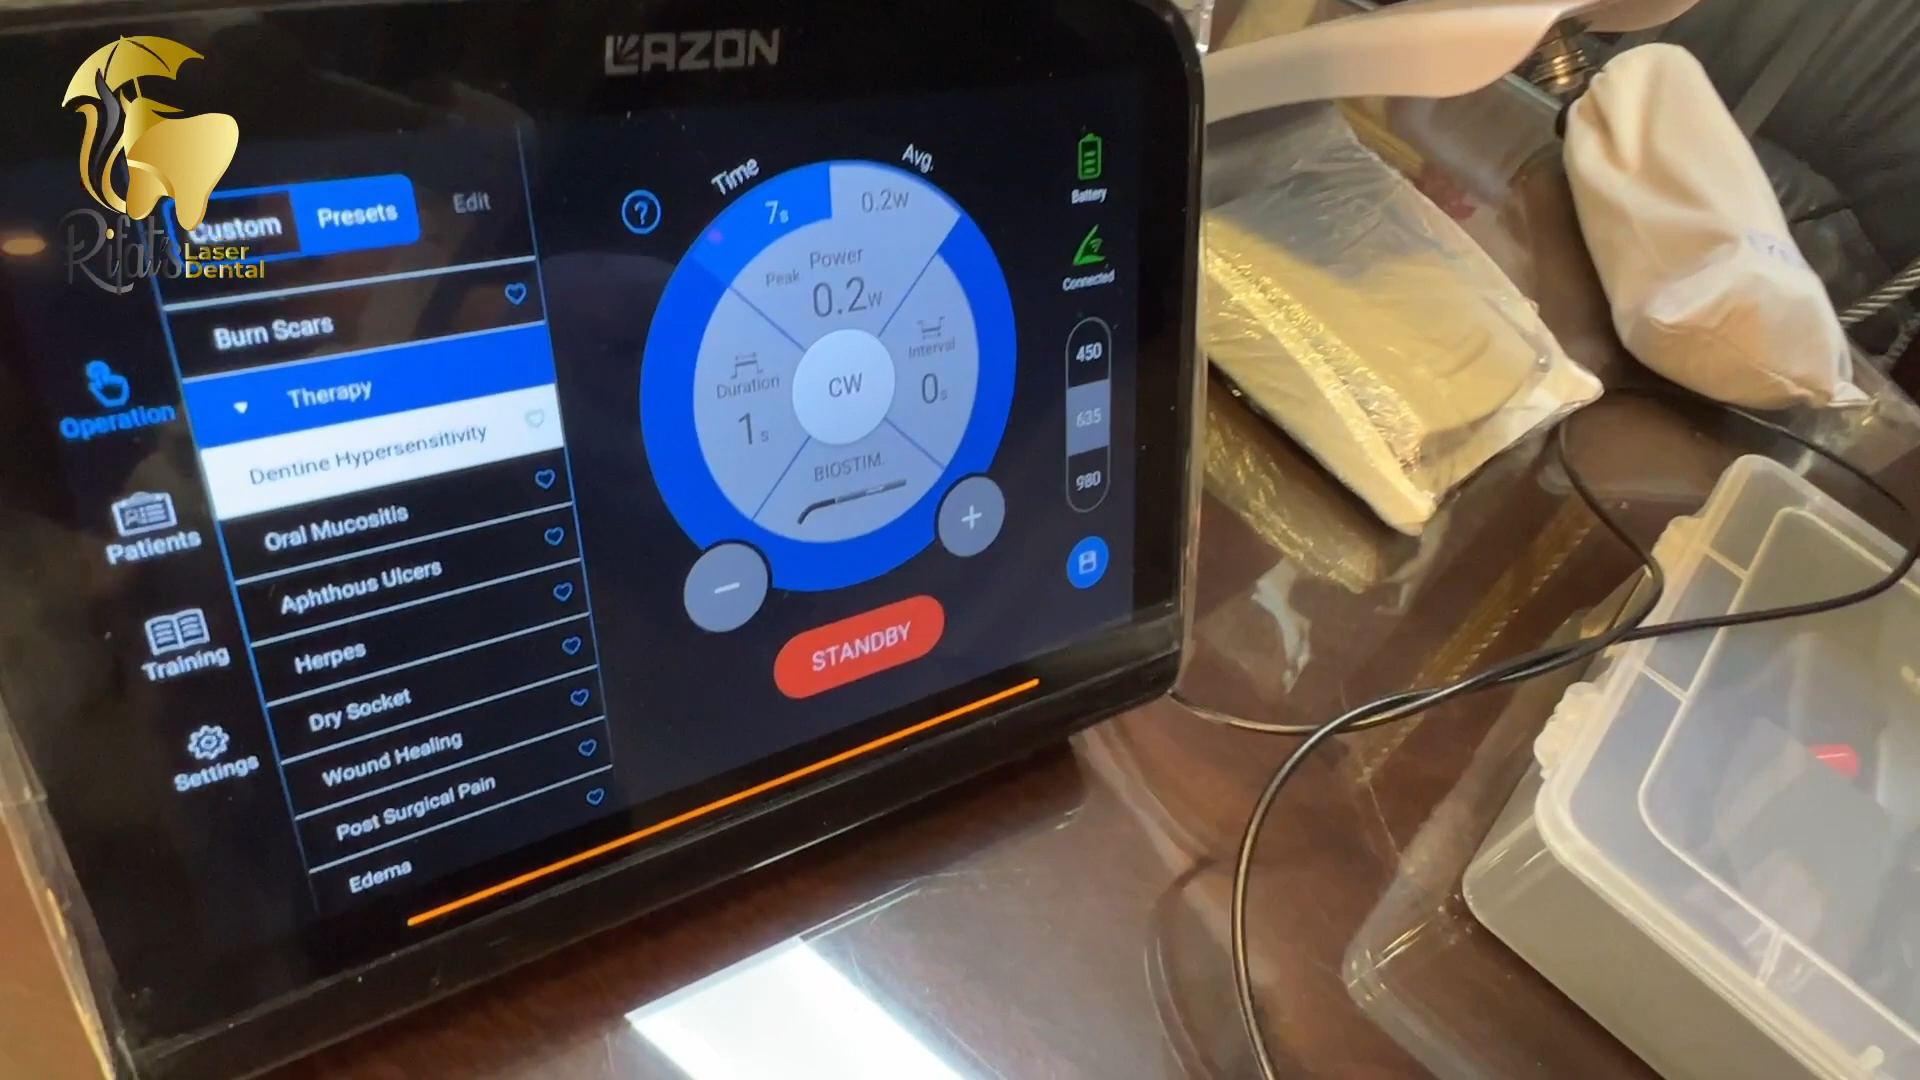 LAZON
Rifat's
Laser
Dental
Custom
Presets
Edit
Burn Scars
Therapy
Dentine Hypersensitivity
Oral Mucositis
Aphthous Ulcers
Herpes
Dry Socket
Wound Healing
Post Surgical Pain
Edema
Operation
Patients
Training
Settings
?
Time
7s
Avg.
0.2W
Power
Peak
0.2W
Duration
1s
CW
Interval
0s
BIOSTIM.
−
+
STANDBY
Battery
Connected
450
635
980